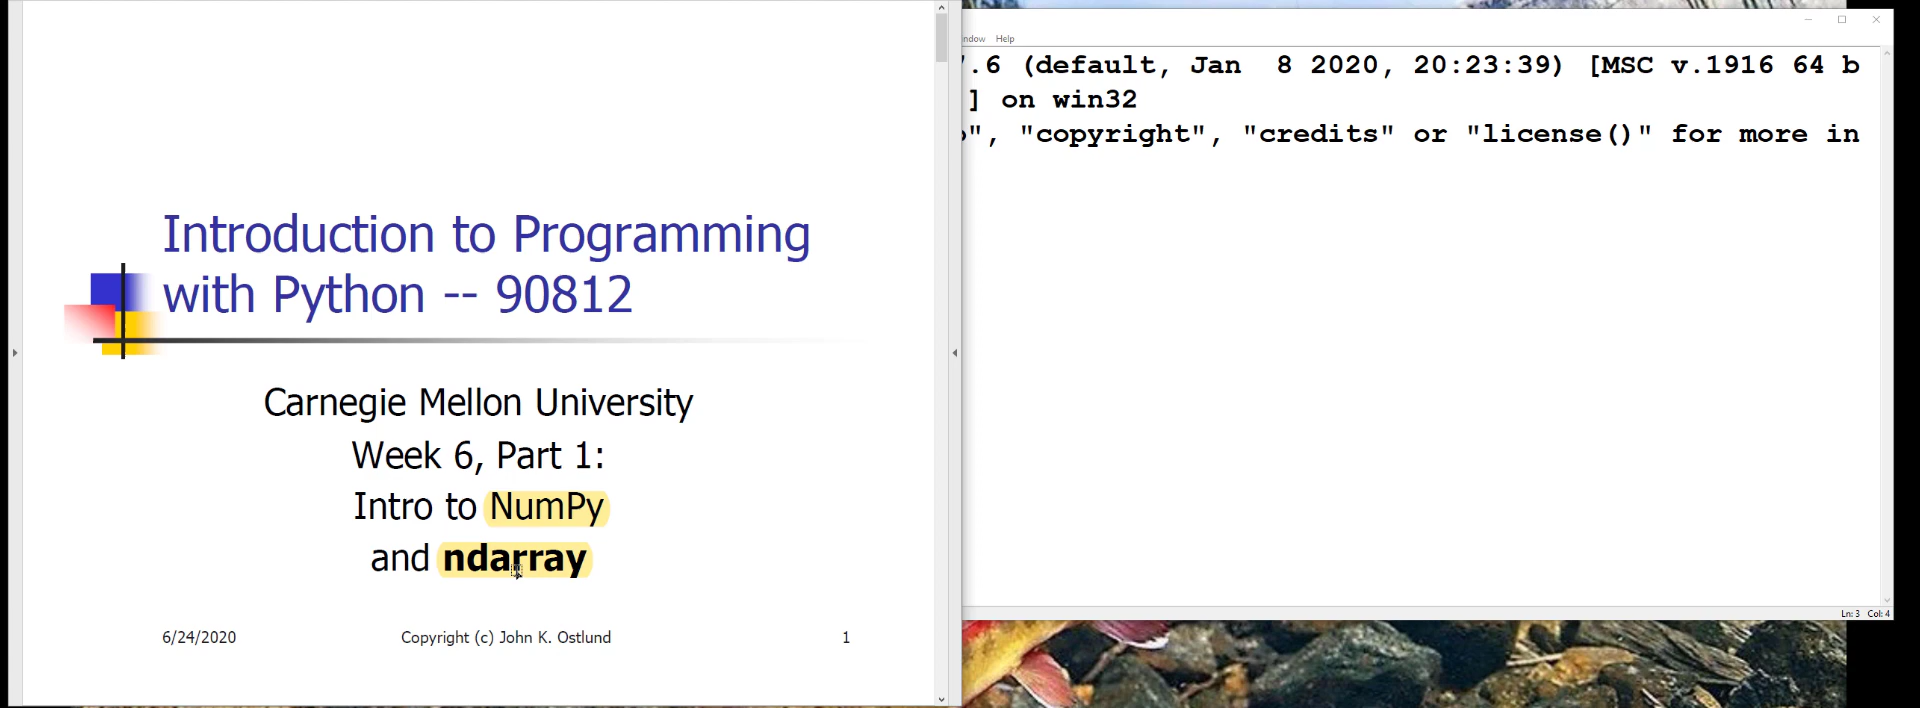 Introduction to Programming
with Python -- 90812
Carnegie Mellon University
Week 6, Part 1:
Intro to NumPy
and ndarray
6/24/2020
Copyright (c) John K. Ostlund
1
Help
.6 (default, Jan 8 2020, 20:23:39) [MSC v.1916 64 b
] on win32
", "copyright", "credits" or "license()" for more in
Ln: 3 Col: 4